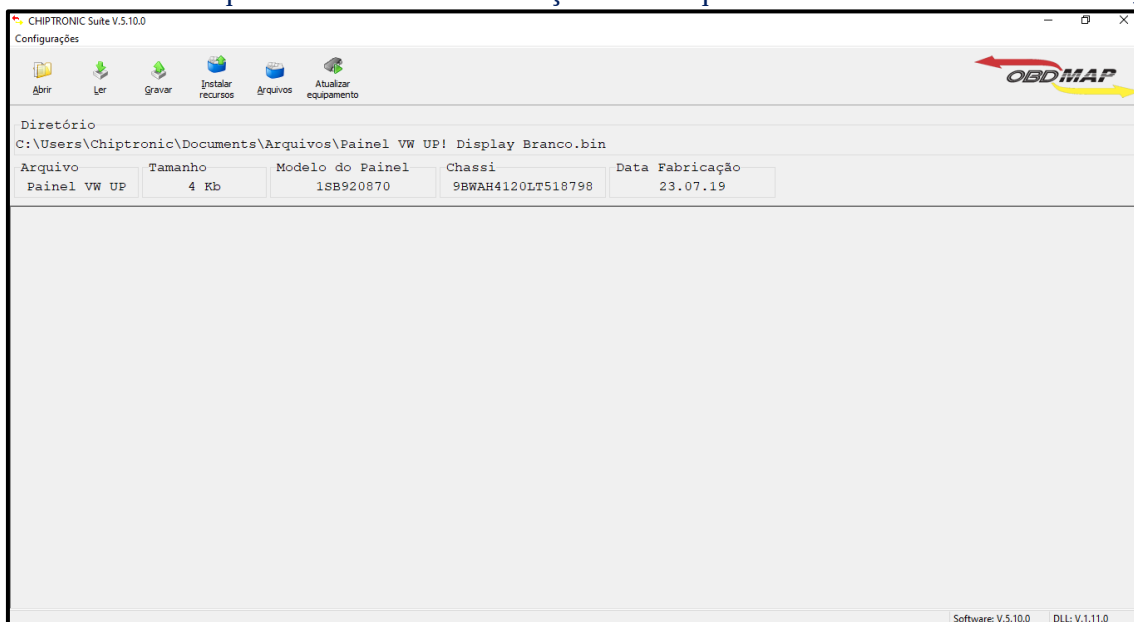 CHIPTRONIC Suite V.5.10.0
Configurações
Abrir
Ler
Gravar
Instalar recursos
Arquivos
Atualizar equipamento
OBDMAP
Diretório
C:\Users\Chiptronic\Documents\Arquivos\Painel VW UP! Display Branco.bin
Arquivo Tamanho Modelo do Painel Chassi Data Fabricação
Painel VW UP 4 Kb 1SB920870 9BWAH4120LT518798 23.07.19
Software: V.5.10.0 DLL: V.1.11.0